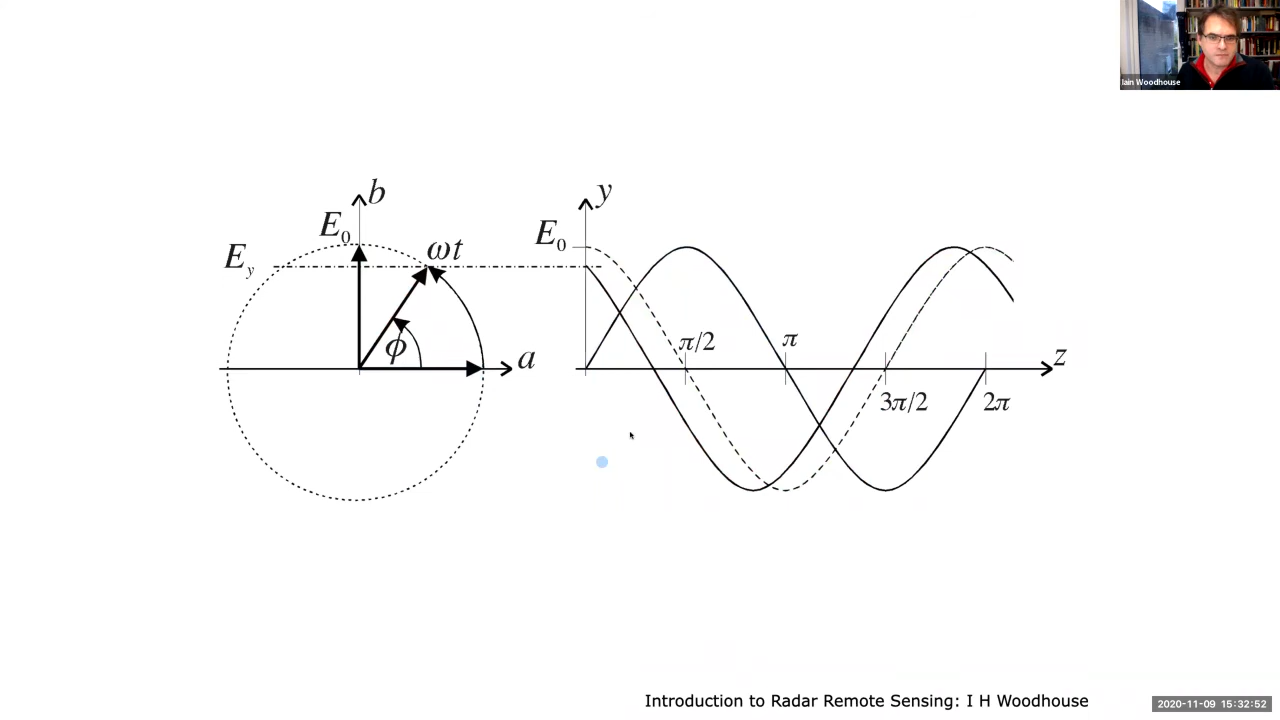 Iain Woodhouse
b
E₀
E_y
ωt
ϕ
a
y
E₀
π/2
π
3π/2
2π
z
Introduction to Radar Remote Sensing: I H Woodhouse
2020-11-09 15:32:52